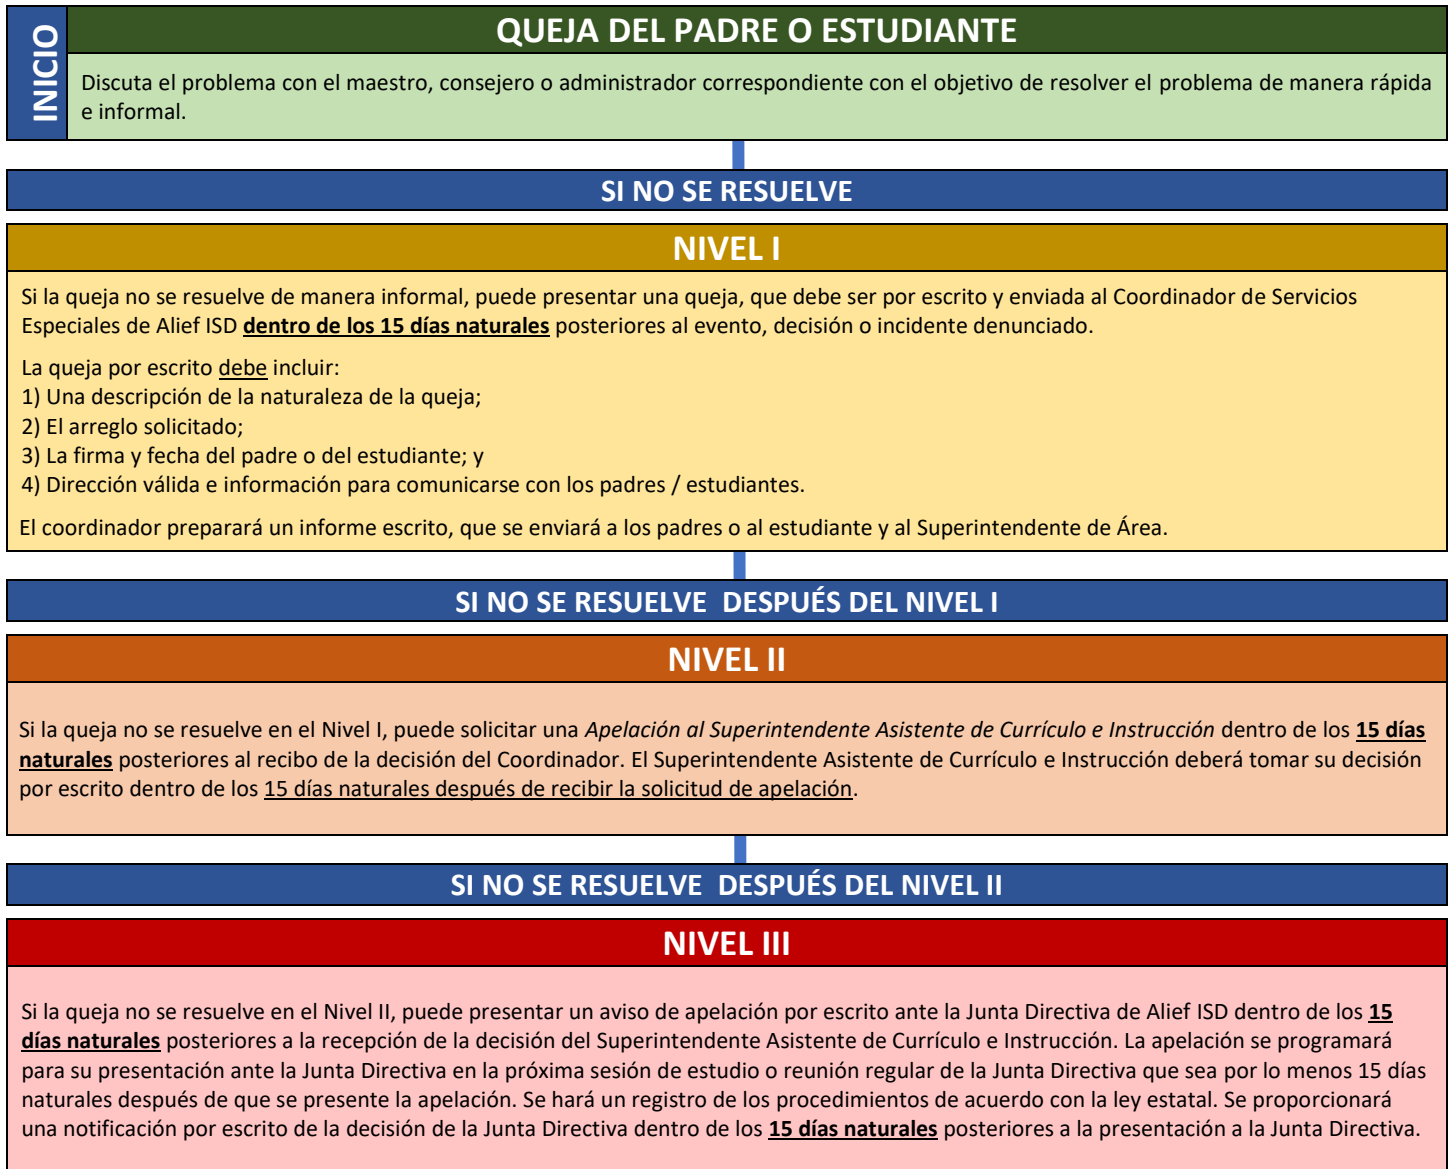 INICIO
QUEJA DEL PADRE O ESTUDIANTE
Discuta el problema con el maestro, consejero o administrador correspondiente con el objetivo de resolver el problema de manera rápida
e informal.
SI NO SE RESUELVE
NIVEL I
Si la queja no se resuelve de manera informal, puede presentar una queja, que debe ser por escrito y enviada al Coordinador de Servicios
Especiales de Alief ISD dentro de los 15 días naturales posteriores al evento, decisión o incidente denunciado.
La queja por escrito debe incluir:
1) Una descripción de la naturaleza de la queja;
2) El arreglo solicitado;
3) La firma y fecha del padre o del estudiante; y
4) Dirección válida e información para comunicarse con los padres / estudiantes.
El coordinador preparará un informe escrito, que se enviará a los padres o al estudiante y al Superintendente de Área.
SI NO SE RESUELVE DESPUÉS DEL NIVEL I
NIVEL II
Si la queja no se resuelve en el Nivel I, puede solicitar una Apelación al Superintendente Asistente de Currículo e Instrucción dentro de los 15 días
naturales posteriores al recibo de la decisión del Coordinador. El Superintendente Asistente de Currículo e Instrucción deberá tomar su decisión
por escrito dentro de los 15 días naturales después de recibir la solicitud de apelación.
SI NO SE RESUELVE DESPUÉS DEL NIVEL II
NIVEL III
Si la queja no se resuelve en el Nivel II, puede presentar un aviso de apelación por escrito ante la Junta Directiva de Alief ISD dentro de los 15
días naturales posteriores a la recepción de la decisión del Superintendente Asistente de Currículo e Instrucción. La apelación se programará
para su presentación ante la Junta Directiva en la próxima sesión de estudio o reunión regular de la Junta Directiva que sea por lo menos 15 días
naturales después de que se presente la apelación. Se hará un registro de los procedimientos de acuerdo con la ley estatal. Se proporcionará
una notificación por escrito de la decisión de la Junta Directiva dentro de los 15 días naturales posteriores a la presentación a la Junta Directiva.